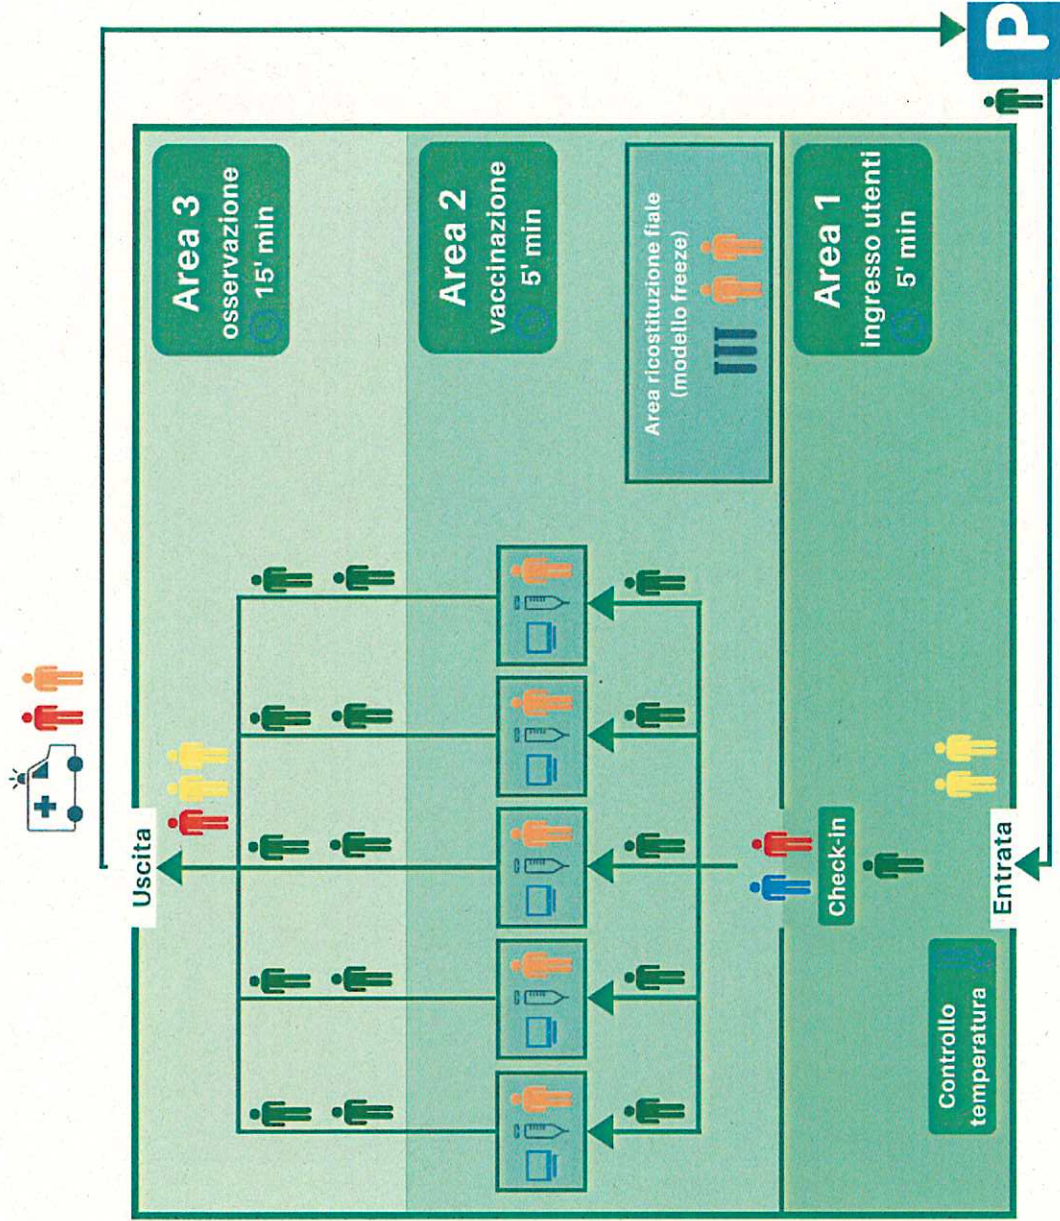 P
Area 3
osservazione
15' min
Area 2
vaccinazione
5' min
Area ricostituzione fiale
(modello freeze)
Area 1
ingresso utenti
5' min
Uscita
Check-in
Entrata
Controllo
temperatura